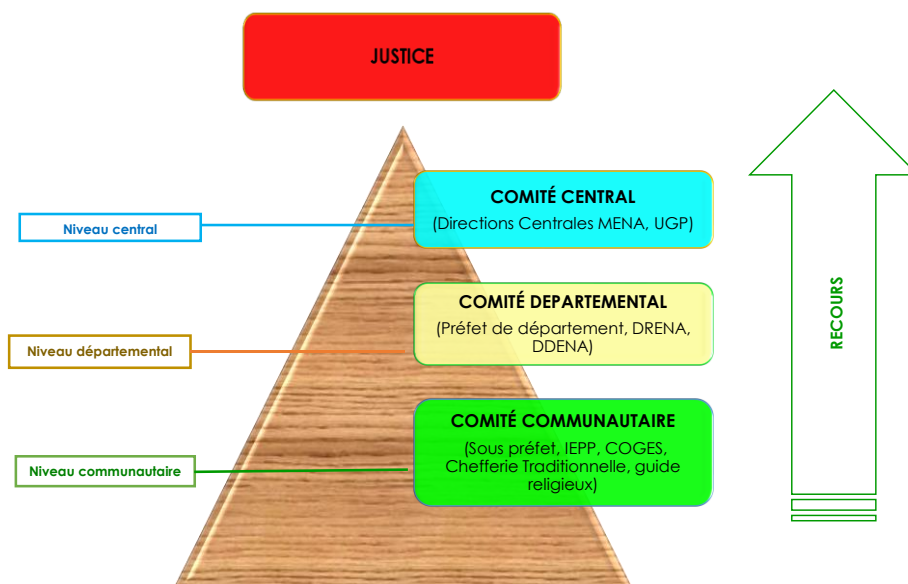 JUSTICE
COMITÉ CENTRAL
(Directions Centrales MENA, UGP)
Niveau central
COMITÉ DEPARTEMENTAL
(Préfet de département, DRENA,
DDENA)
Niveau départemental
COMITÉ COMMUNAUTAIRE
(Sous préfet, IEPP, COGES,
Chefferie Traditionnelle, guide
religieux)
Niveau communautaire
RECOURS